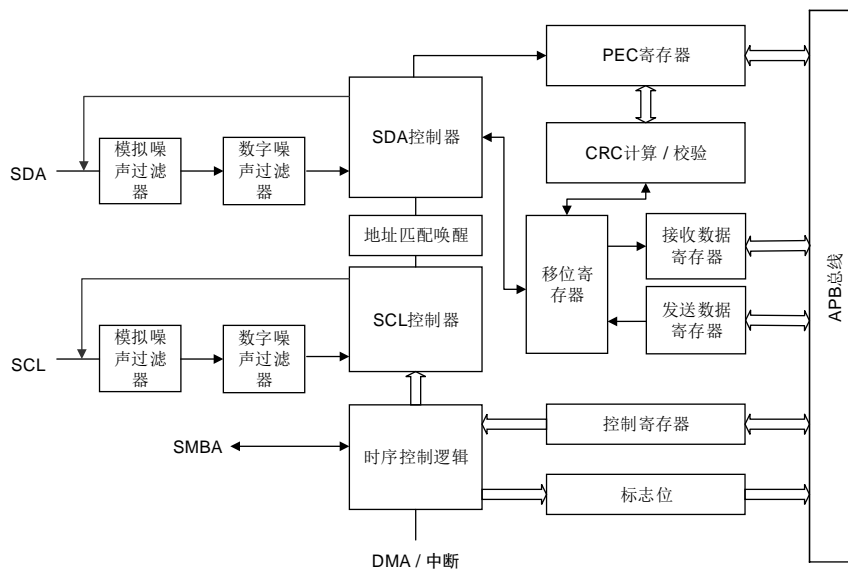 PEC寄存器
SDA控制器
CRC计算 / 校验
SDA
模拟噪
声过滤
器
数字噪
声过滤
器
地址匹配唤醒
移位寄
存器
接收数据
寄存器
发送数据
寄存器
APB总线
SCL控制器
SCL
模拟噪
声过滤
器
数字噪
声过滤
器
SMBA
时序控制逻辑
控制寄存器
标志位
DMA / 中断